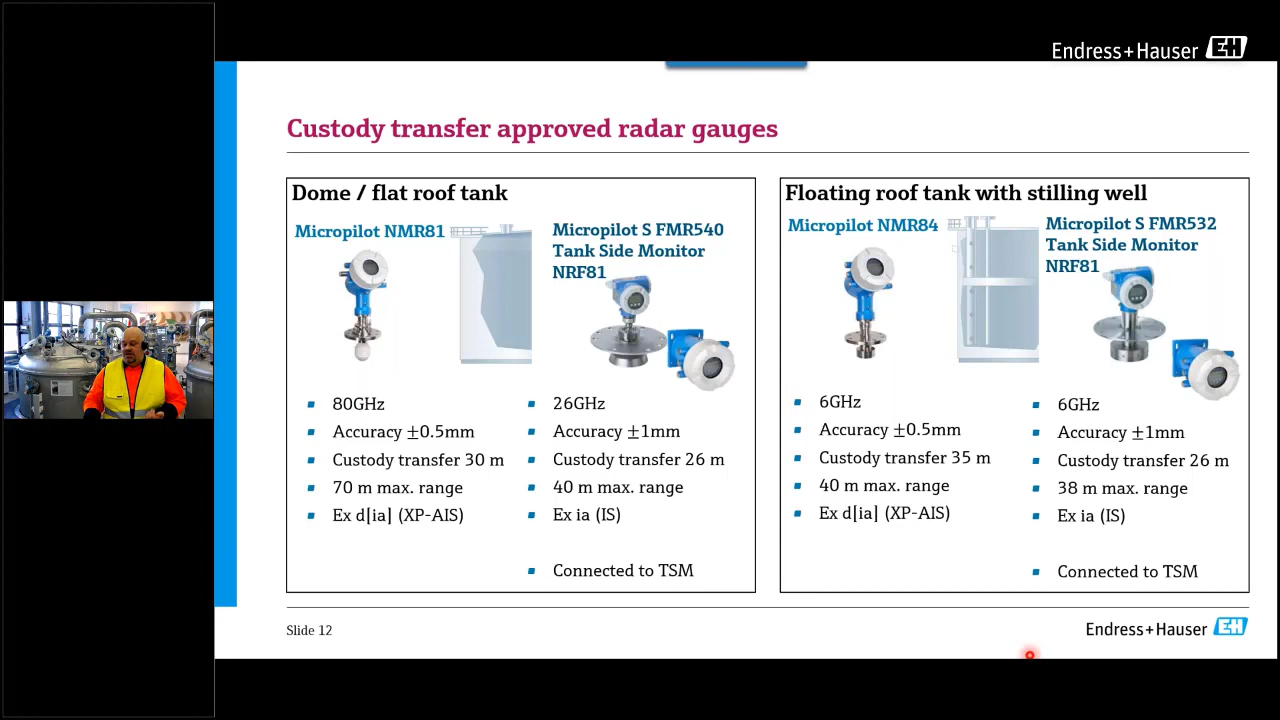 Endress+Hauser EH
Custody transfer approved radar gauges
Dome / flat roof tank
Micropilot NMR81
Micropilot S FMR540
Tank Side Monitor
NRF81
80GHz
Accuracy ±0.5mm
Custody transfer 30 m
70 m max. range
Ex d[ia] (XP-AIS)
26GHz
Accuracy ±1mm
Custody transfer 26 m
40 m max. range
Ex ia (IS)
Connected to TSM
Floating roof tank with stilling well
Micropilot NMR84
Micropilot S FMR532
Tank Side Monitor
NRF81
6GHz
Accuracy ±0.5mm
Custody transfer 35 m
40 m max. range
Ex d[ia] (XP-AIS)
6GHz
Accuracy ±1mm
Custody transfer 26 m
38 m max. range
Ex ia (IS)
Connected to TSM
Slide 12
Endress+Hauser EH